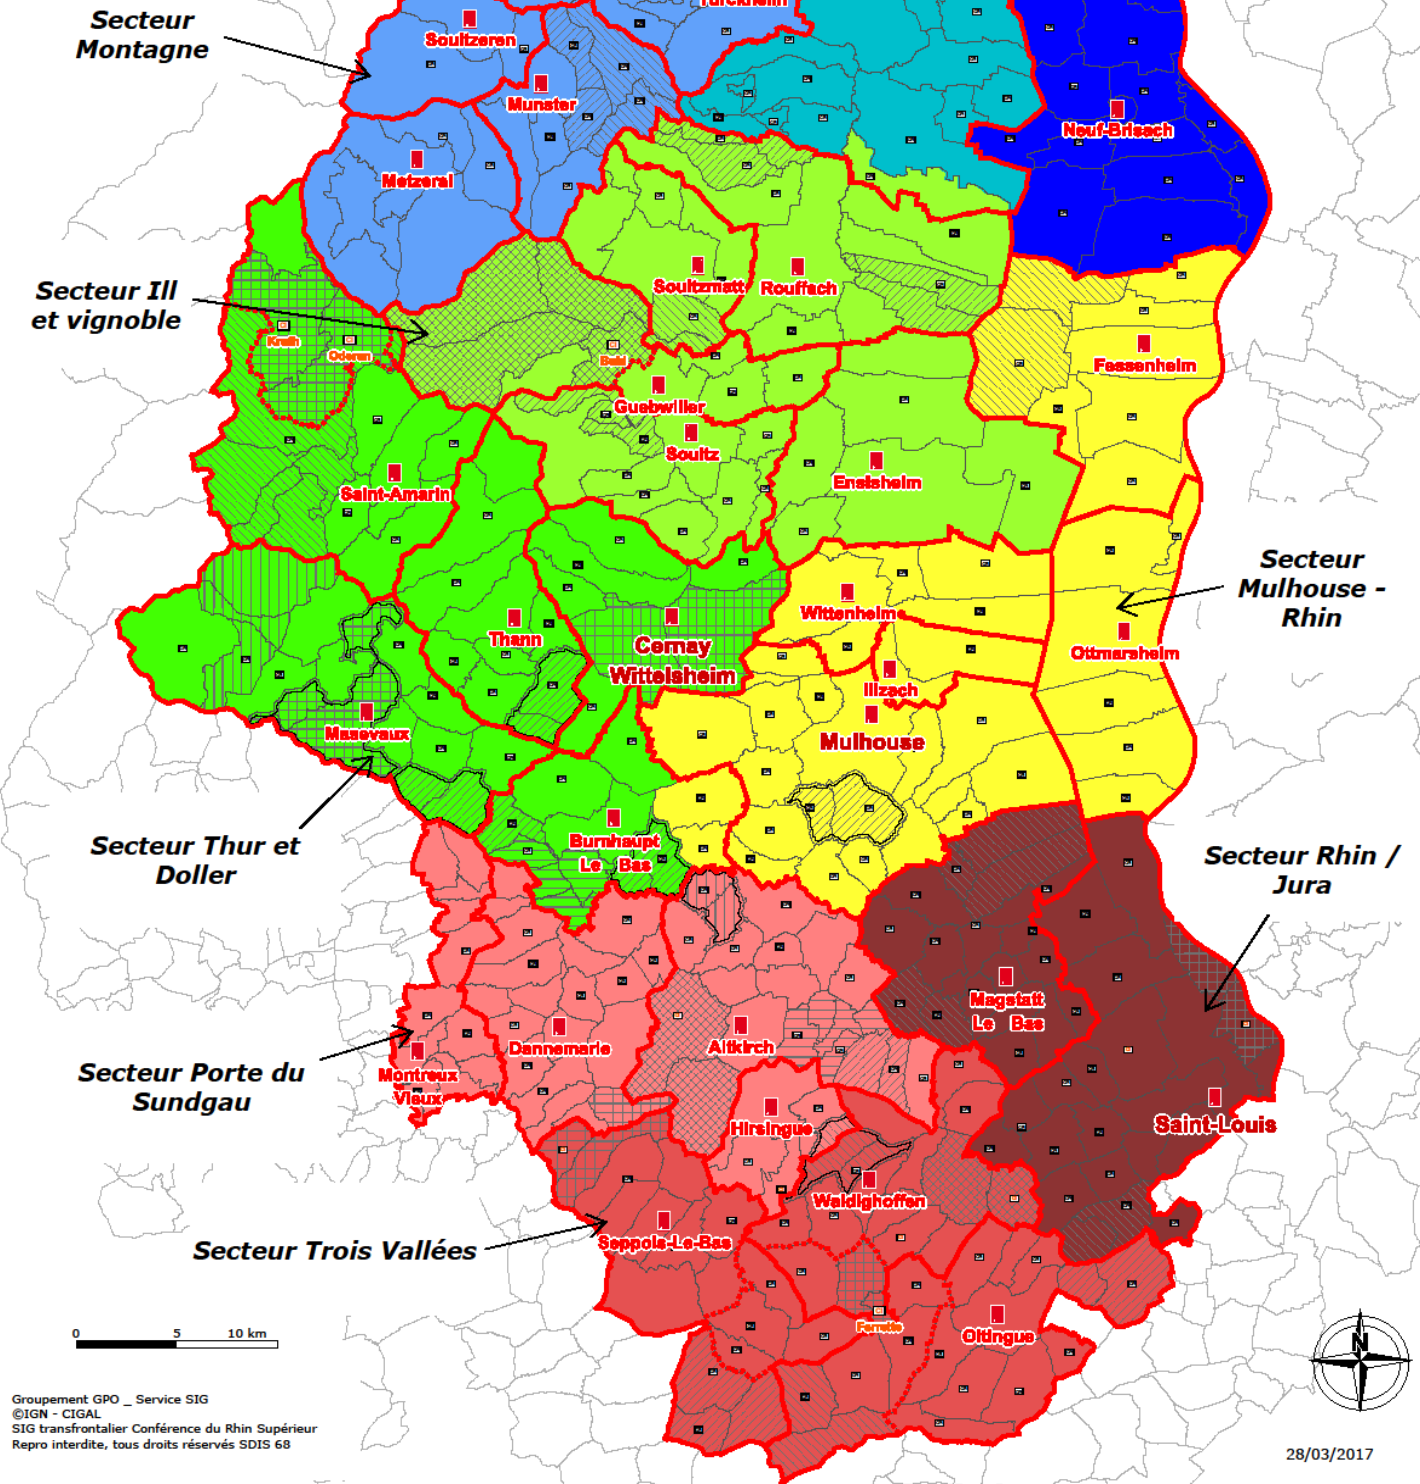 Turckheim
Secteur
Montagne
Soultzeren
Munster
Neuf-Brisach
Metzeral
Secteur Ill
et vignoble
Soultzmatt
Rouffach
Kruth
Oderen
Buhl
Fessenheim
Guebwiller
Soultz
Ensisheim
Saint-Amarin
Secteur
Mulhouse -
Rhin
Wittenheim
Thann
Cernay
Wittelsheim
Ottmarsheim
Illzach
Masevaux
Mulhouse
Secteur Thur et
Doller
Burnhaupt
Le Bas
Secteur Rhin /
Jura
Magstatt
Le Bas
Dannemarie
Altkirch
Secteur Porte du
Sundgau
Montreux
Vieux
Hirsingue
Saint-Louis
Waldighoffen
Secteur Trois Vallées
Seppois-Le-Bas
Ferrette
Oltingue
0 5 10 km
N
Groupement GPO _ Service SIG
©IGN - CIGAL
SIG transfrontalier Conférence du Rhin Supérieur
Repro interdite, tous droits réservés SDIS 68
28/03/2017